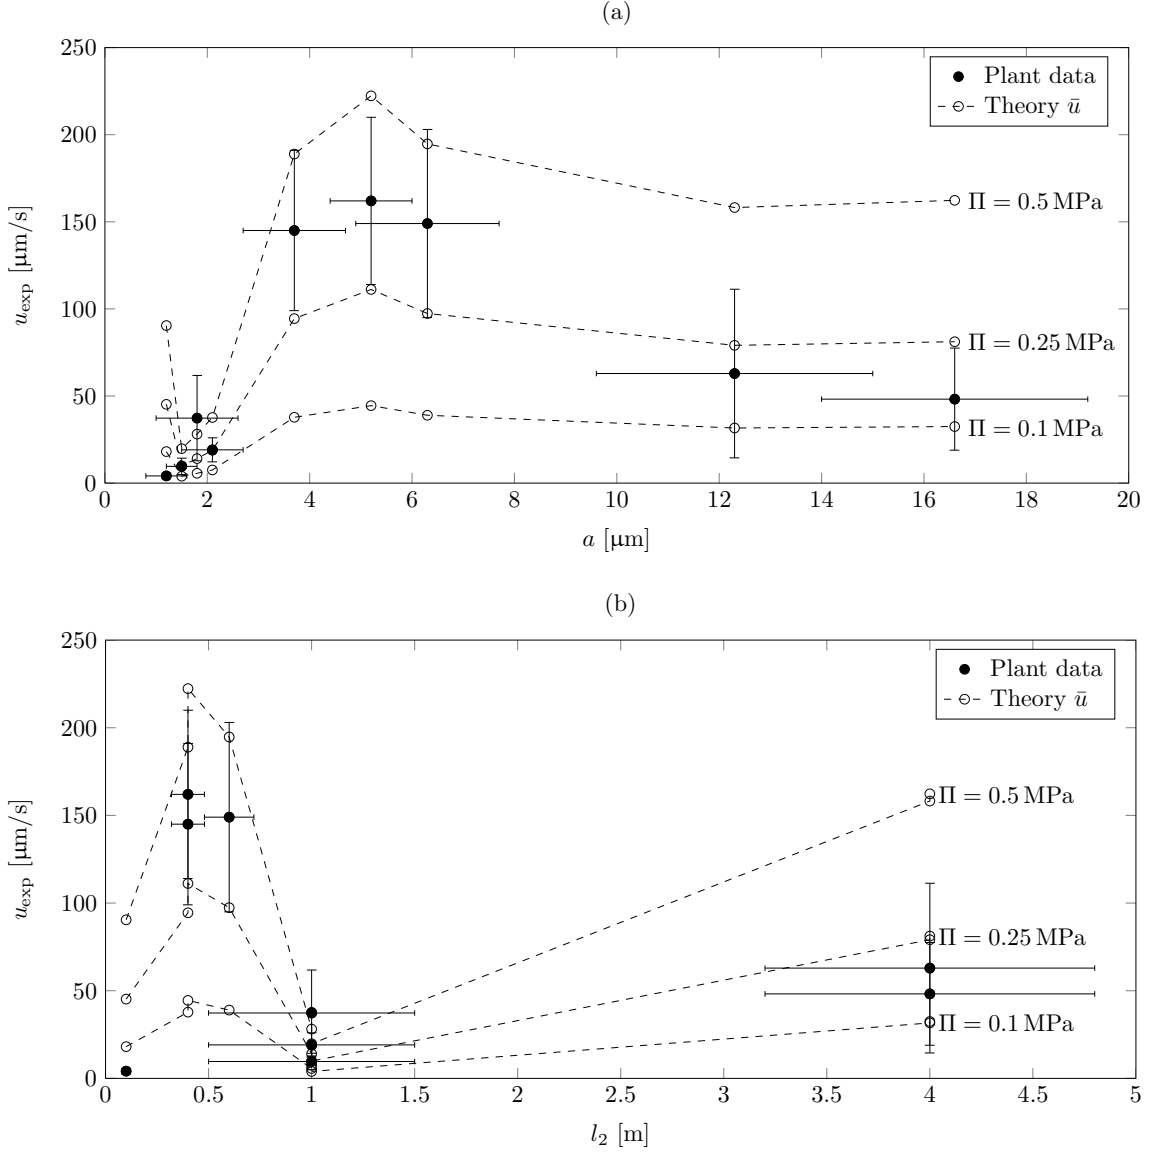 (a)
250
200
150
100
50
0
u_exp [µm/s]
Plant data
Theory ū
Π = 0.5 MPa
Π = 0.25 MPa
Π = 0.1 MPa
0 2 4 6 8 10 12 14 16 18 20
a [µm]
(b)
250
200
150
100
50
0
u_exp [µm/s]
Plant data
Theory ū
Π = 0.5 MPa
Π = 0.25 MPa
Π = 0.1 MPa
0 0.5 1 1.5 2 2.5 3 3.5 4 4.5 5
l₂ [m]